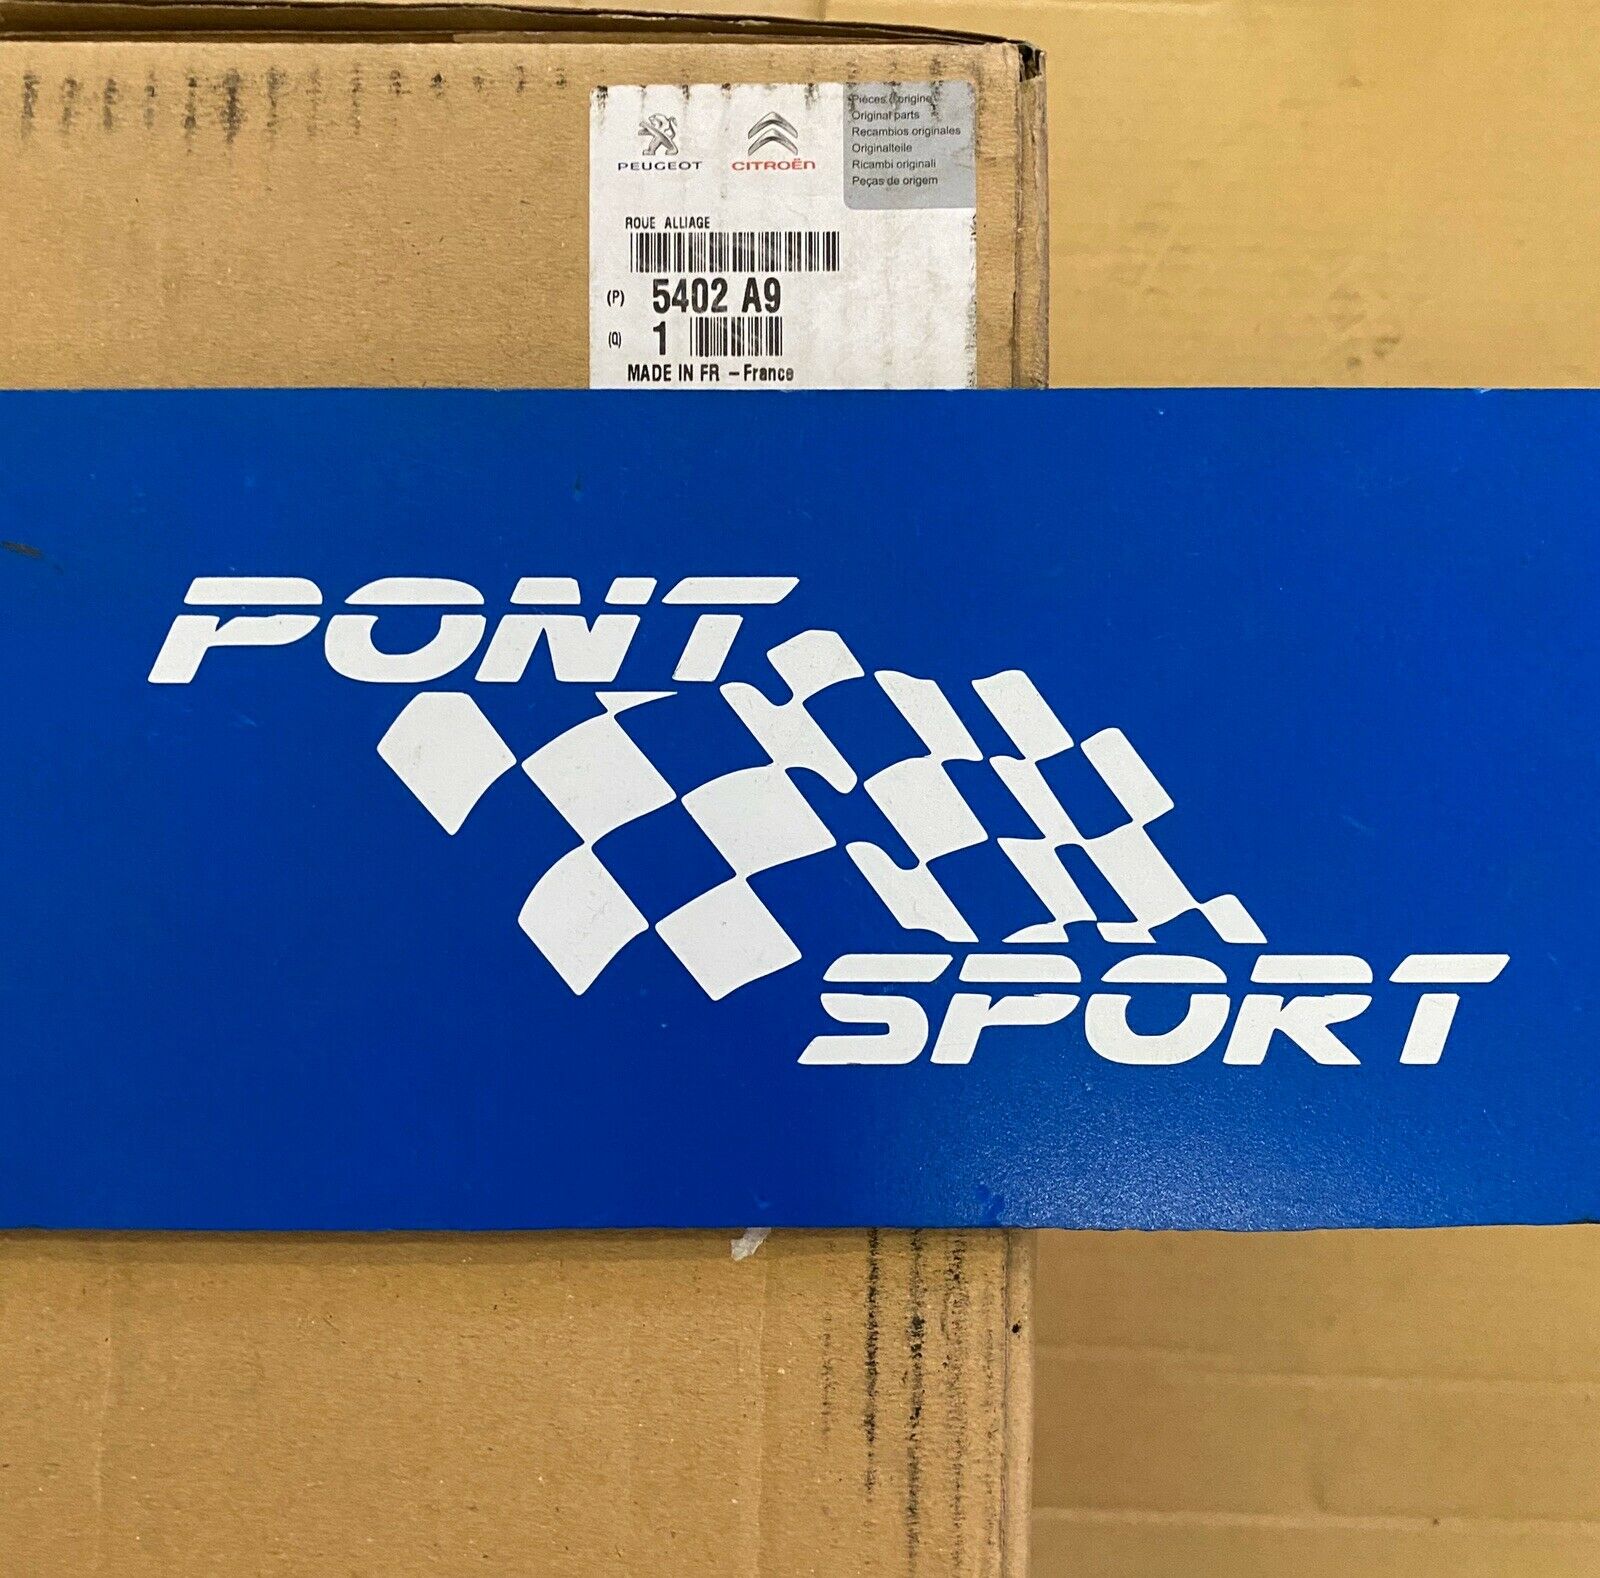 PEUGEOT
CITROËN
Pièces d'origine
Original parts
Recambios originales
Originalteile
Ricambi originali
Peças de origem
ROUE ALLIAGE
(P) 5402 A9
(Q) 1
MADE IN FR - France
PONT
SPORT